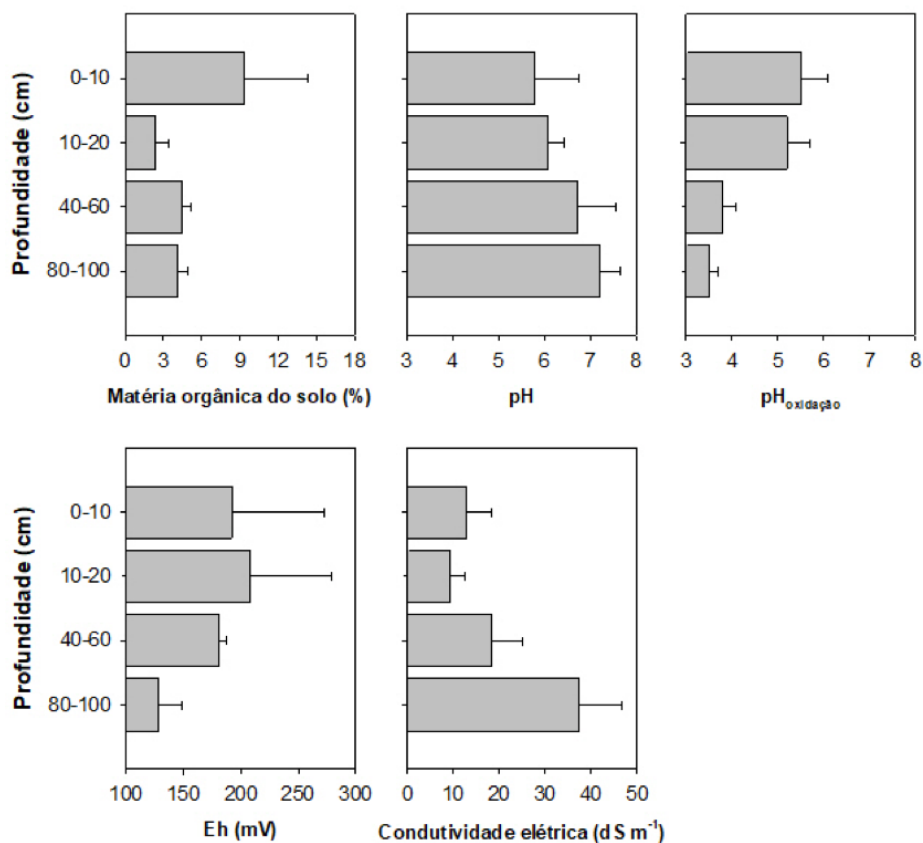 Profundidade (cm)
0-10
10-20
40-60
80-100
0 3 6 9 12 15 18
Matéria orgânica do solo (%)
3 4 5 6 7 8
pH
3 4 5 6 7 8
pHoxidação
Profundidade (cm)
0-10
10-20
40-60
80-100
100 150 200 250 300
Eh (mV)
0 10 20 30 40 50
Condutividade elétrica (dS m⁻¹)